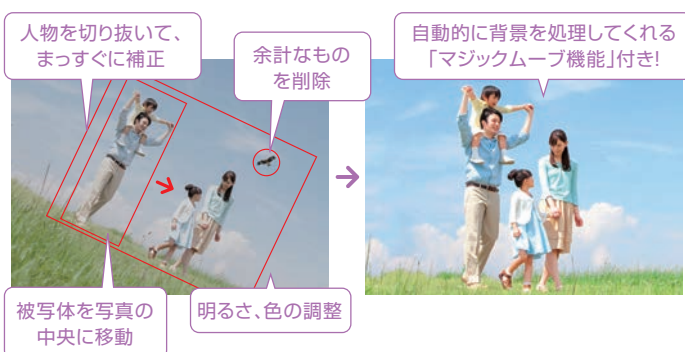 人物を切り抜いて、
まっすぐに補正
余計なもの
を削除
自動的に背景を処理してくれる
「マジックムーブ機能」付き!
被写体を写真の
中央に移動
明るさ、色の調整